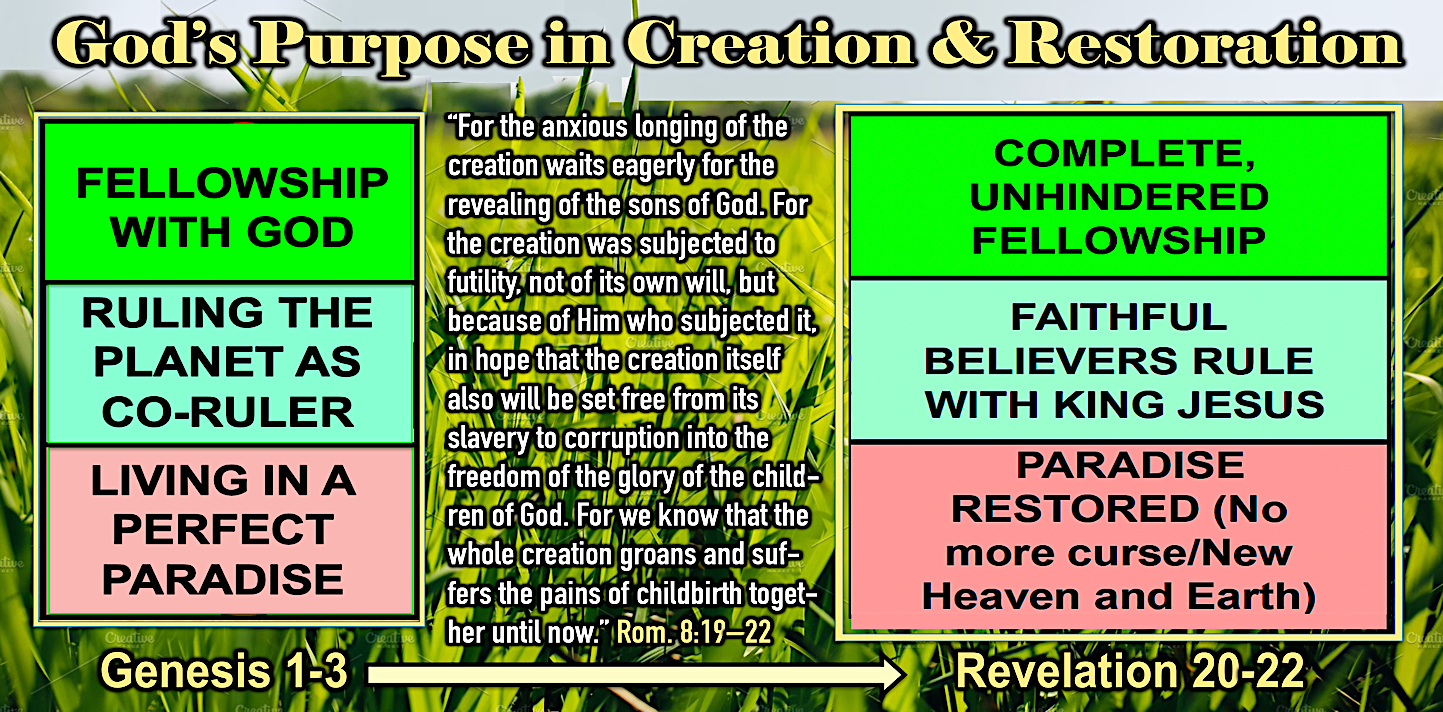 God's Purpose in Creation & Restoration
FELLOWSHIP
WITH GOD
RULING THE
PLANET AS
CO-RULER
LIVING IN A
PERFECT
PARADISE
“For the anxious longing of the
creation waits eagerly for the
revealing of the sons of God. For
the creation was subjected to
futility, not of its own will, but
because of Him who subjected it,
in hope that the creation itself
also will be set free from its
slavery to corruption into the
freedom of the glory of the child-
ren of God. For we know that the
whole creation groans and suf-
fers the pains of childbirth toget-
her until now.” Rom. 8:19–22
COMPLETE,
UNHINDERED
FELLOWSHIP
FAITHFUL
BELIEVERS RULE
WITH KING JESUS
PARADISE
RESTORED (No
more curse/New
Heaven and Earth)
Genesis 1-3
Revelation 20-22
Creative